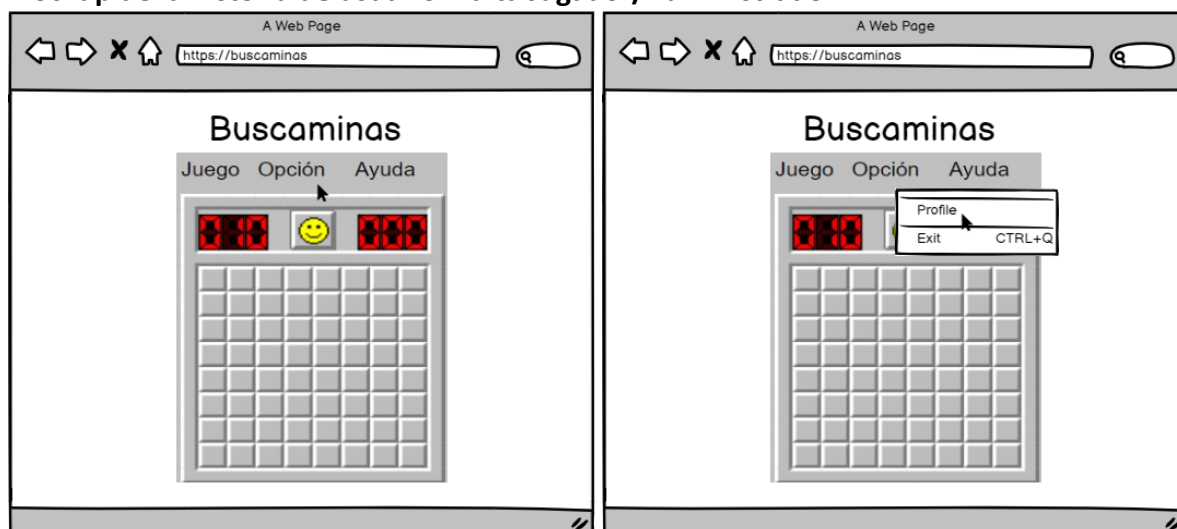 A Web Page
https://buscaminas
Buscaminas
Juego Opción Ayuda
A Web Page
https://buscaminas
Buscaminas
Juego Opción Ayuda
Profile
Exit CTRL+Q